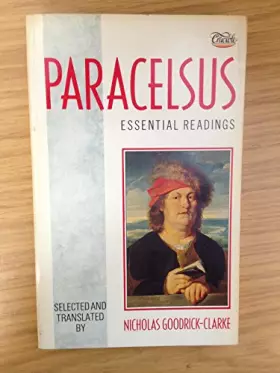 Crucible
PARACELSUS
ESSENTIAL READINGS
SELECTED AND
TRANSLATED
BY
NICHOLAS GOODRICK-CLARKE